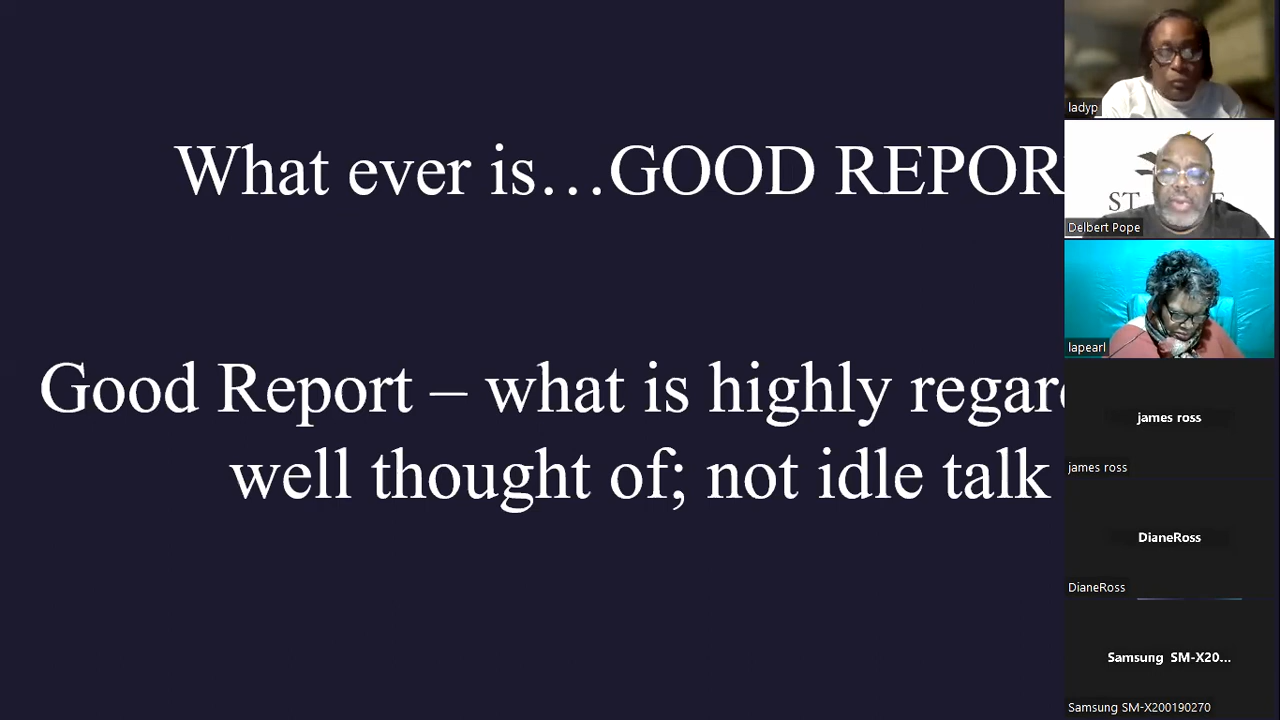 What ever is…GOOD REPOR
Good Report – what is highly regar
well thought of; not idle talk
ladyp
ST
Delbert Pope
lapearl
james ross
james ross
DianeRoss
DianeRoss
Samsung SM-X20...
Samsung SM-X200190270